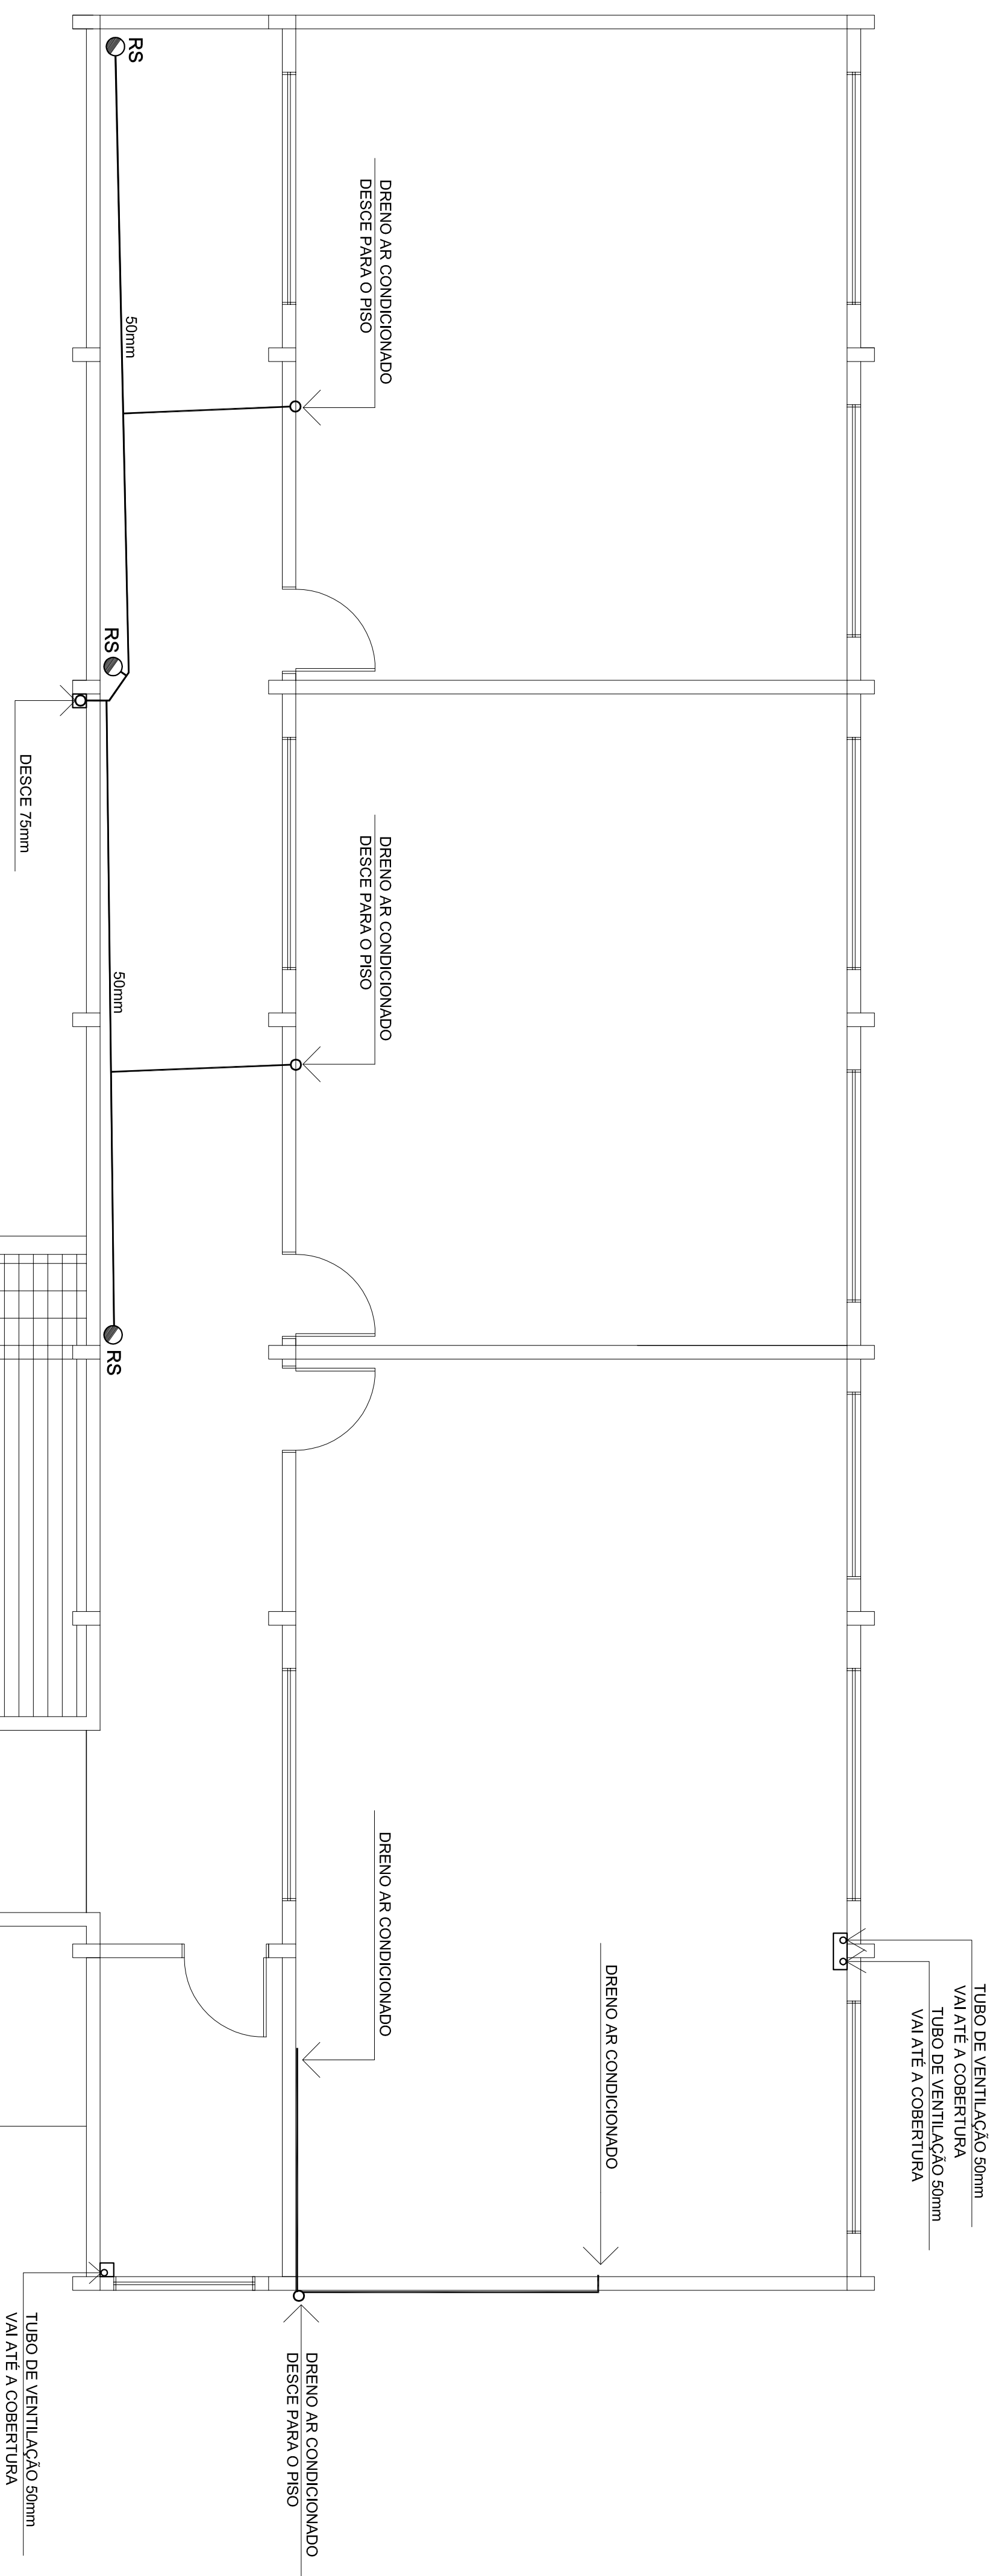 RS
DRENO AR CONDICIONADO
DESCE PARA O PISO
50mm
RS
DESCE 75mm
DRENO AR CONDICIONADO
DESCE PARA O PISO
50mm
RS
DRENO AR CONDICIONADO
DRENO AR CONDICIONADO
TUBO DE VENTILAÇÃO 50mm
VAI ATÉ A COBERTURA
TUBO DE VENTILAÇÃO 50mm
VAI ATÉ A COBERTURA
DRENO AR CONDICIONADO
DESCE PARA O PISO
TUBO DE VENTILAÇÃO 50mm
VAI ATÉ A COBERTURA